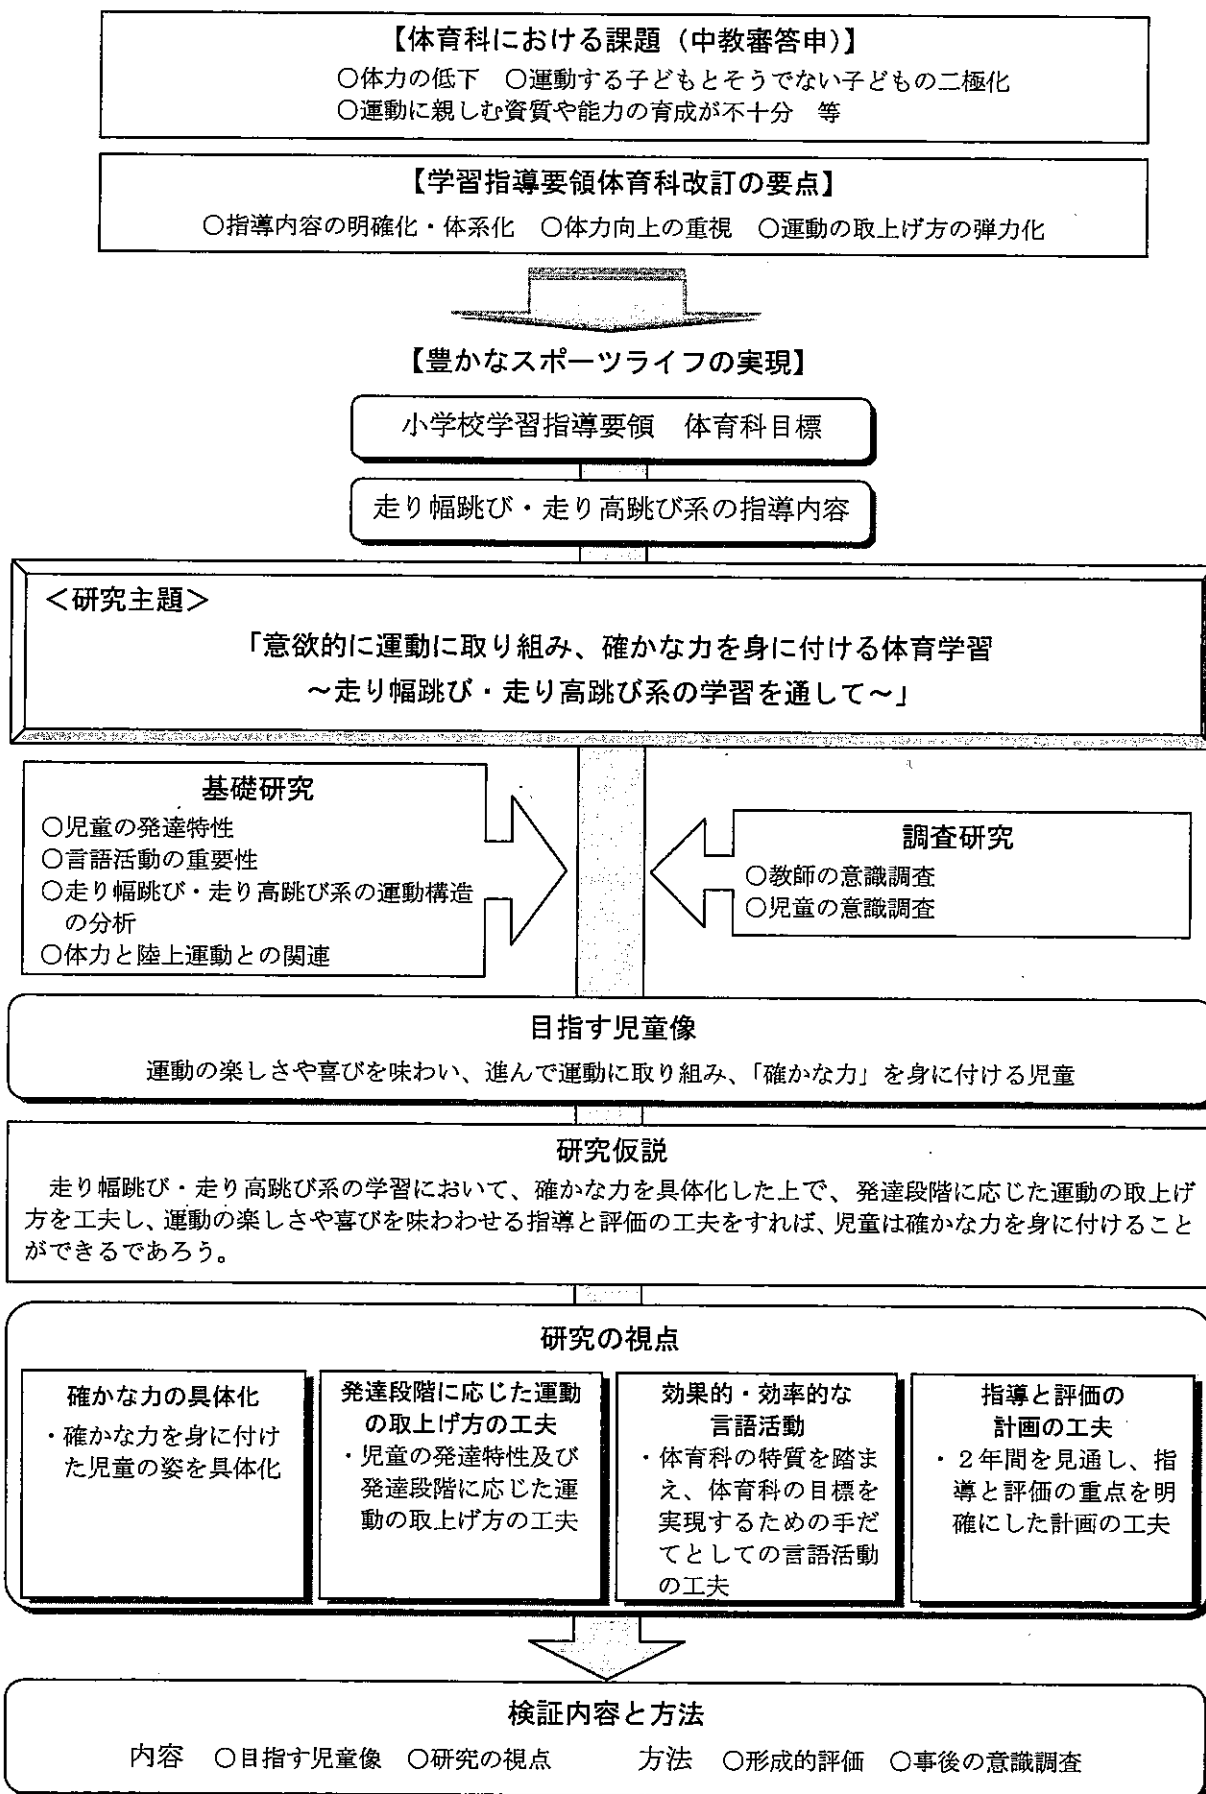 【体育科における課題（中教審答申）】
○体力の低下　○運動する子どもとそうでない子どもの二極化
○運動に親しむ資質や能力の育成が不十分　等
【学習指導要領体育科改訂の要点】
○指導内容の明確化・体系化　○体力向上の重視　○運動の取上げ方の弾力化
【豊かなスポーツライフの実現】
小学校学習指導要領　体育科目標
走り幅跳び・走り高跳び系の指導内容
＜研究主題＞
「意欲的に運動に取り組み、確かな力を身に付ける体育学習
～走り幅跳び・走り高跳び系の学習を通して～」
基礎研究
○児童の発達特性
○言語活動の重要性
○走り幅跳び・走り高跳び系の運動構造
の分析
○体力と陸上運動との関連
調査研究
○教師の意識調査
○児童の意識調査
目指す児童像
運動の楽しさや喜びを味わい、進んで運動に取り組み、「確かな力」を身に付ける児童
研究仮説
走り幅跳び・走り高跳び系の学習において、確かな力を具体化した上で、発達段階に応じた運動の取上げ
方を工夫し、運動の楽しさや喜びを味わわせる指導と評価の工夫をすれば、児童は確かな力を身に付けること
ができるであろう。
研究の視点
確かな力の具体化
・確かな力を身に付け
た児童の姿を具体化
発達段階に応じた運動
の取上げ方の工夫
・児童の発達特性及び
発達段階に応じた運
動の取上げ方の工夫
効果的・効率的な
言語活動
・体育科の特質を踏ま
え、体育科の目標を
実現するための手だ
てとしての言語活動
の工夫
指導と評価の
計画の工夫
・２年間を見通し、指
導と評価の重点を明
確にした計画の工夫
検証内容と方法
内容　○目指す児童像　○研究の視点　方法　○形成的評価　○事後の意識調査